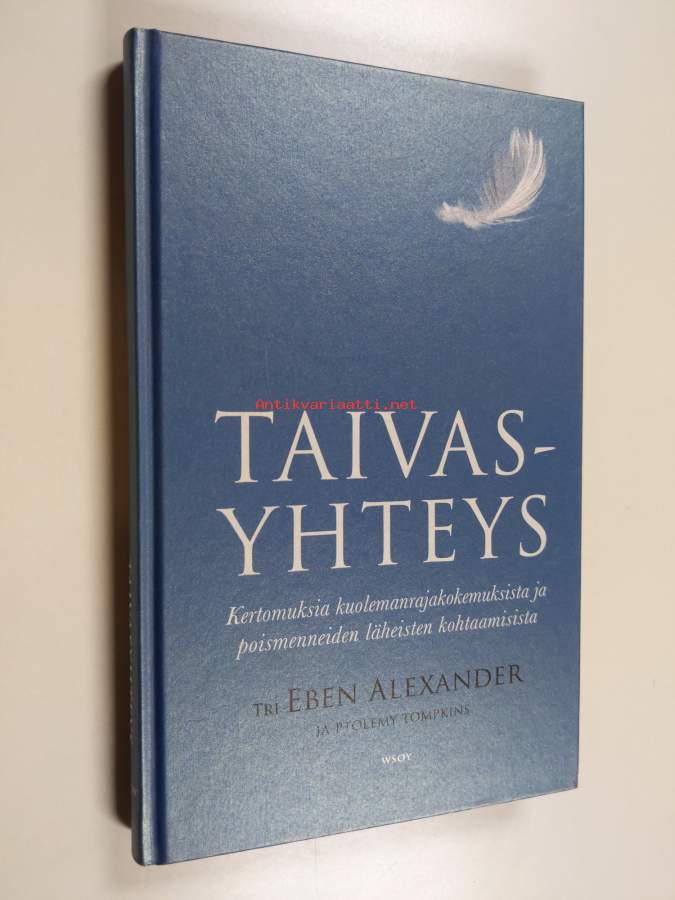 Antikvariaatti.net
TAIVAS-
YHTEYS
Kertomuksia kuolemanrajakokemuksista ja
poismenneiden läheisten kohtaamisista
TRI EBEN ALEXANDER
JA PTOLEMY TOMPKINS
WSOY